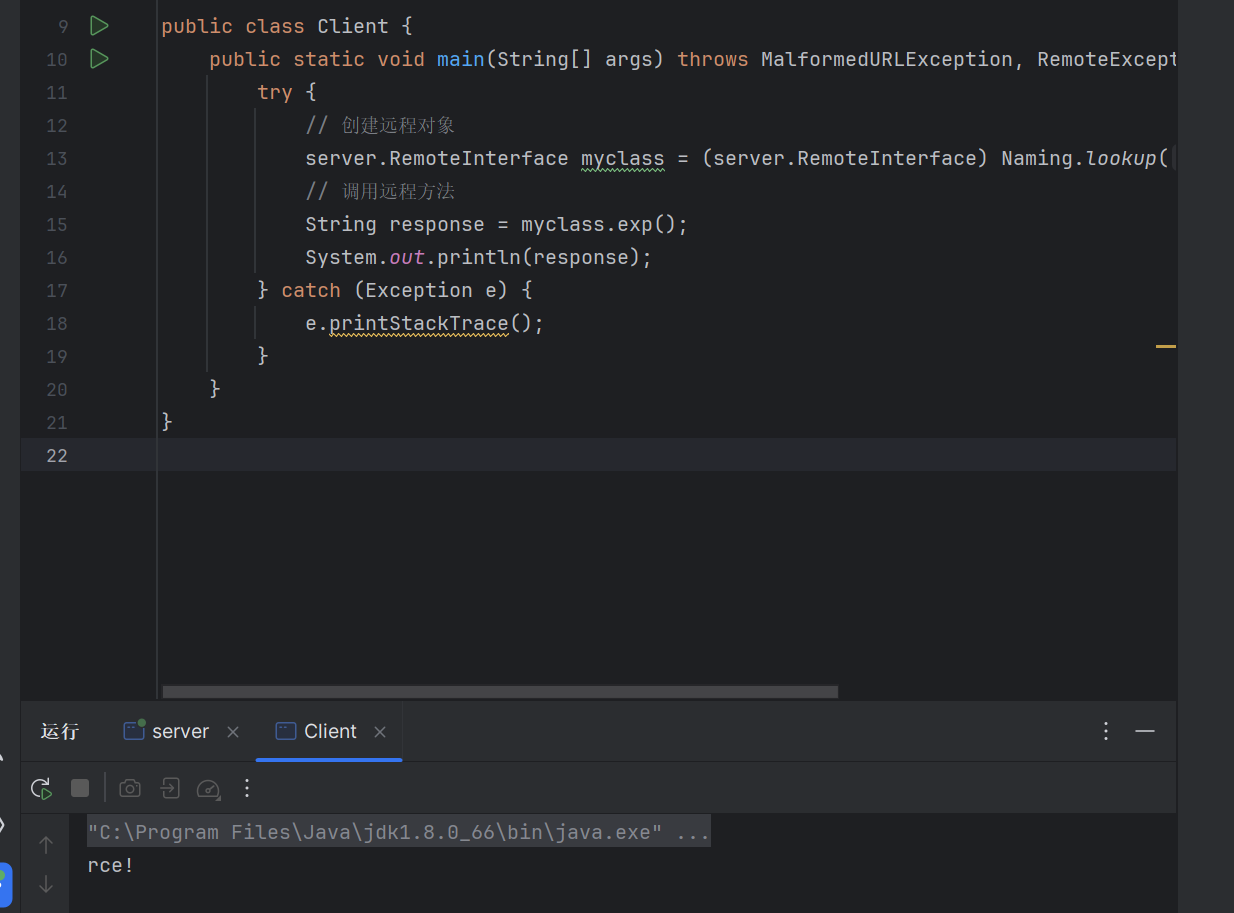 9 public class Client {
10 public static void main(String[] args) throws MalformedURLException, RemoteExcept
11 try {
12 // 创建远程对象
13 server.RemoteInterface myclass = (server.RemoteInterface) Naming.lookup(
14 // 调用远程方法
15 String response = myclass.exp();
16 System.out.println(response);
17 } catch (Exception e) {
18 e.printStackTrace();
19 }
20 }
21 }
22
运行 server Client
"C:\Program Files\Java\jdk1.8.0_66\bin\java.exe" ...
rce!